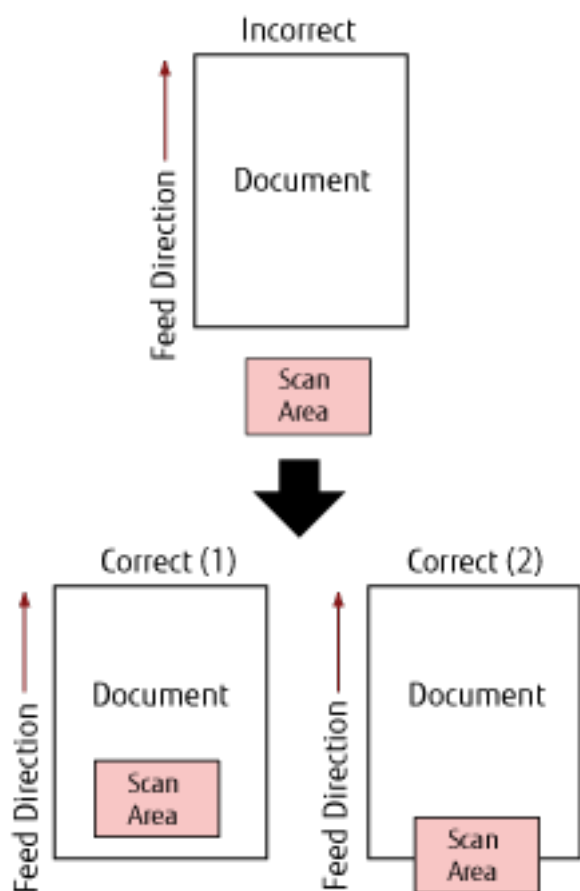 Incorrect
Feed Direction
Document
Scan
Area
Correct (1)
Correct (2)
Feed Direction
Document
Scan
Area
Feed Direction
Document
Scan
Area